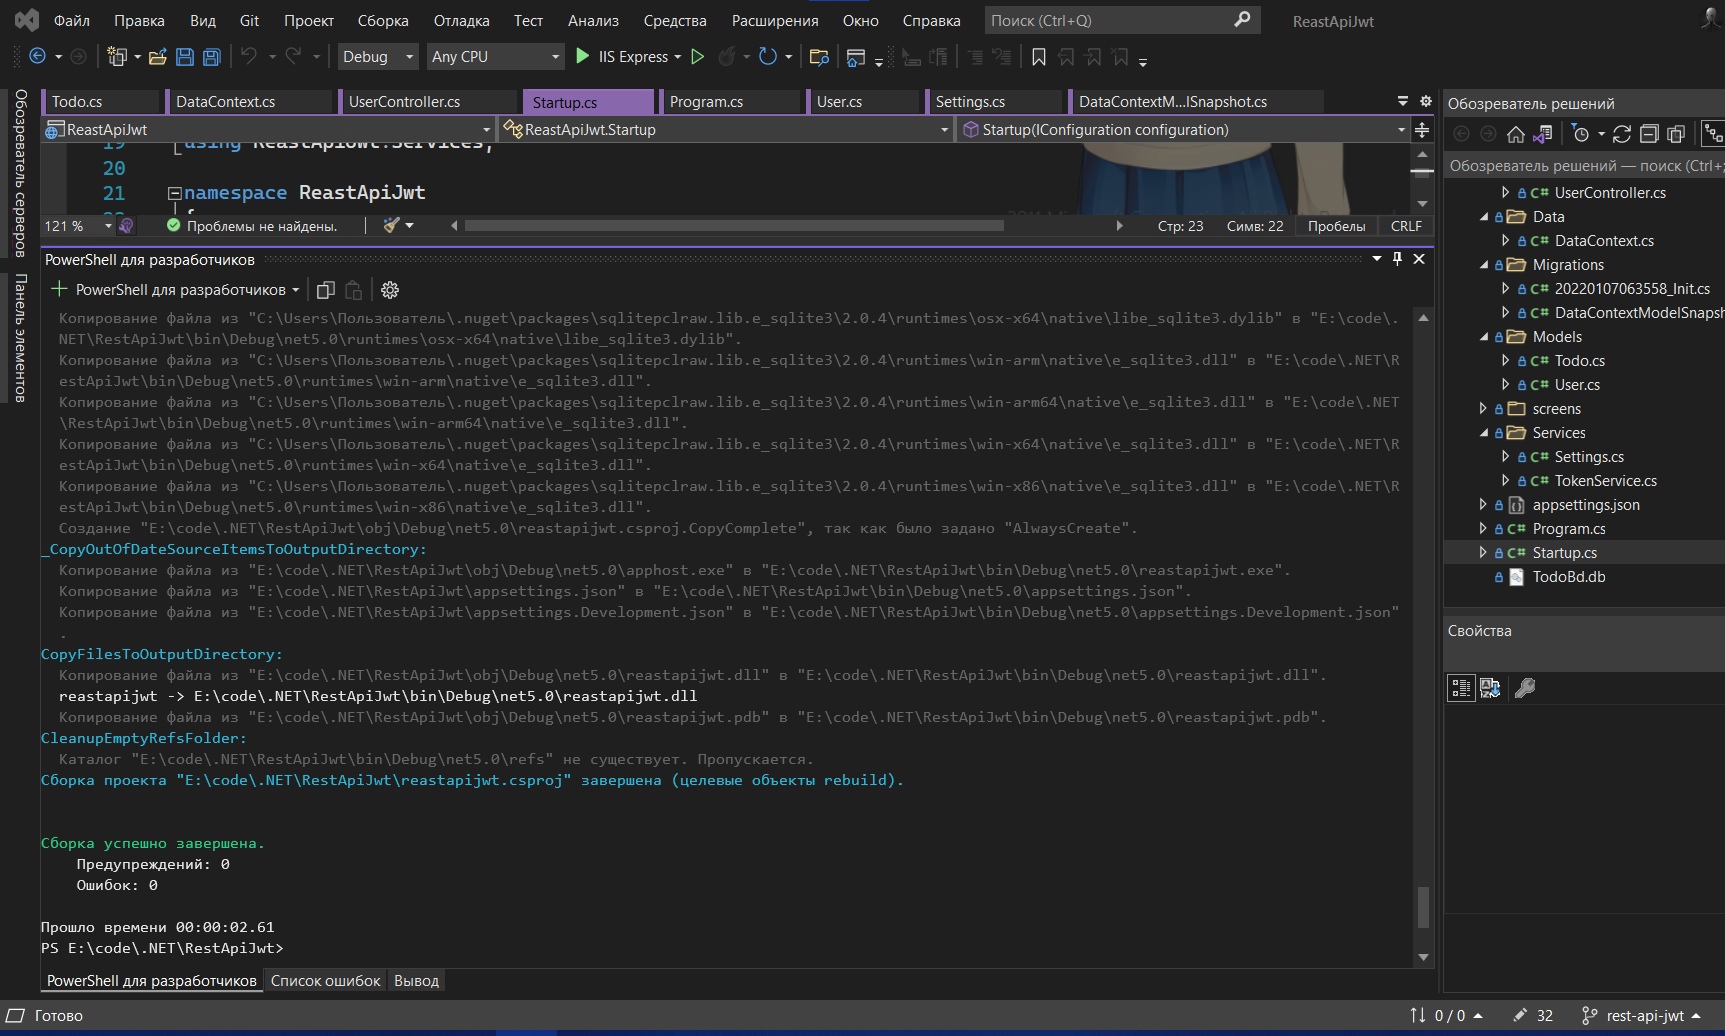 Файл Правка Вид Git Проект Сборка Отладка Тест Анализ Средства Расширения Окно Справка Поиск (Ctrl+Q) ReastApiJwt
Debug Any CPU IIS Express
Обозреватель серверов
Панель элементов
Todo.cs DataContext.cs UserController.cs Startup.cs Program.cs User.cs Settings.cs DataContextM...lSnapshot.cs
ReastApiJwt ReastApiJwt.Startup Startup(IConfiguration configuration)
19 using ReastApiJwt.Services;
20
21 namespace ReastApiJwt
{
121 % Проблемы не найдены. Стр: 23 Симв: 22 Пробелы CRLF
PowerShell для разработчиков
PowerShell для разработчиков
Копирование файла из "C:\Users\Пользователь\.nuget\packages\sqlitepclraw.lib.e_sqlite3\2.0.4\runtimes\osx-x64\native\libe_sqlite3.dylib" в "E:\code\.
NET\RestApiJwt\bin\Debug\net5.0\runtimes\osx-x64\native\libe_sqlite3.dylib".
Копирование файла из "C:\Users\Пользователь\.nuget\packages\sqlitepclraw.lib.e_sqlite3\2.0.4\runtimes\win-arm\native\e_sqlite3.dll" в "E:\code\.NET\R
estApiJwt\bin\Debug\net5.0\runtimes\win-arm\native\e_sqlite3.dll".
Копирование файла из "C:\Users\Пользователь\.nuget\packages\sqlitepclraw.lib.e_sqlite3\2.0.4\runtimes\win-arm64\native\e_sqlite3.dll" в "E:\code\.NET
\RestApiJwt\bin\Debug\net5.0\runtimes\win-arm64\native\e_sqlite3.dll".
Копирование файла из "C:\Users\Пользователь\.nuget\packages\sqlitepclraw.lib.e_sqlite3\2.0.4\runtimes\win-x64\native\e_sqlite3.dll" в "E:\code\.NET\R
estApiJwt\bin\Debug\net5.0\runtimes\win-x64\native\e_sqlite3.dll".
Копирование файла из "C:\Users\Пользователь\.nuget\packages\sqlitepclraw.lib.e_sqlite3\2.0.4\runtimes\win-x86\native\e_sqlite3.dll" в "E:\code\.NET\R
estApiJwt\bin\Debug\net5.0\runtimes\win-x86\native\e_sqlite3.dll".
Создание "E:\code\.NET\RestApiJwt\obj\Debug\net5.0\reastapijwt.csproj.CopyComplete", так как было задано "AlwaysCreate".
_CopyOutOfDateSourceItemsToOutputDirectory:
Копирование файла из "E:\code\.NET\RestApiJwt\obj\Debug\net5.0\apphost.exe" в "E:\code\.NET\RestApiJwt\bin\Debug\net5.0\reastapijwt.exe".
Копирование файла из "E:\code\.NET\RestApiJwt\appsettings.json" в "E:\code\.NET\RestApiJwt\bin\Debug\net5.0\appsettings.json".
Копирование файла из "E:\code\.NET\RestApiJwt\appsettings.Development.json" в "E:\code\.NET\RestApiJwt\bin\Debug\net5.0\appsettings.Development.json"
.
CopyFilesToOutputDirectory:
Копирование файла из "E:\code\.NET\RestApiJwt\obj\Debug\net5.0\reastapijwt.dll" в "E:\code\.NET\RestApiJwt\bin\Debug\net5.0\reastapijwt.dll".
reastapijwt -> E:\code\.NET\RestApiJwt\bin\Debug\net5.0\reastapijwt.dll
Копирование файла из "E:\code\.NET\RestApiJwt\obj\Debug\net5.0\reastapijwt.pdb" в "E:\code\.NET\RestApiJwt\bin\Debug\net5.0\reastapijwt.pdb".
CleanupEmptyRefsFolder:
Каталог "E:\code\.NET\RestApiJwt\bin\Debug\net5.0\refs" не существует. Пропускается.
Сборка проекта "E:\code\.NET\RestApiJwt\reastapijwt.csproj" завершена (целевые объекты rebuild).
Сборка успешно завершена.
Предупреждений: 0
Ошибок: 0
Прошло времени 00:00:02.61
PS E:\code\.NET\RestApiJwt>
PowerShell для разработчиков Список ошибок Вывод
Обозреватель решений
Обозреватель решений — поиск (Ctrl+;
UserController.cs
Data
DataContext.cs
Migrations
20220107063558_Init.cs
DataContextModelSnapsh
Models
Todo.cs
User.cs
screens
Services
Settings.cs
TokenService.cs
appsettings.json
Program.cs
Startup.cs
TodoBd.db
Свойства
Готово 0 / 0 32 rest-api-jwt